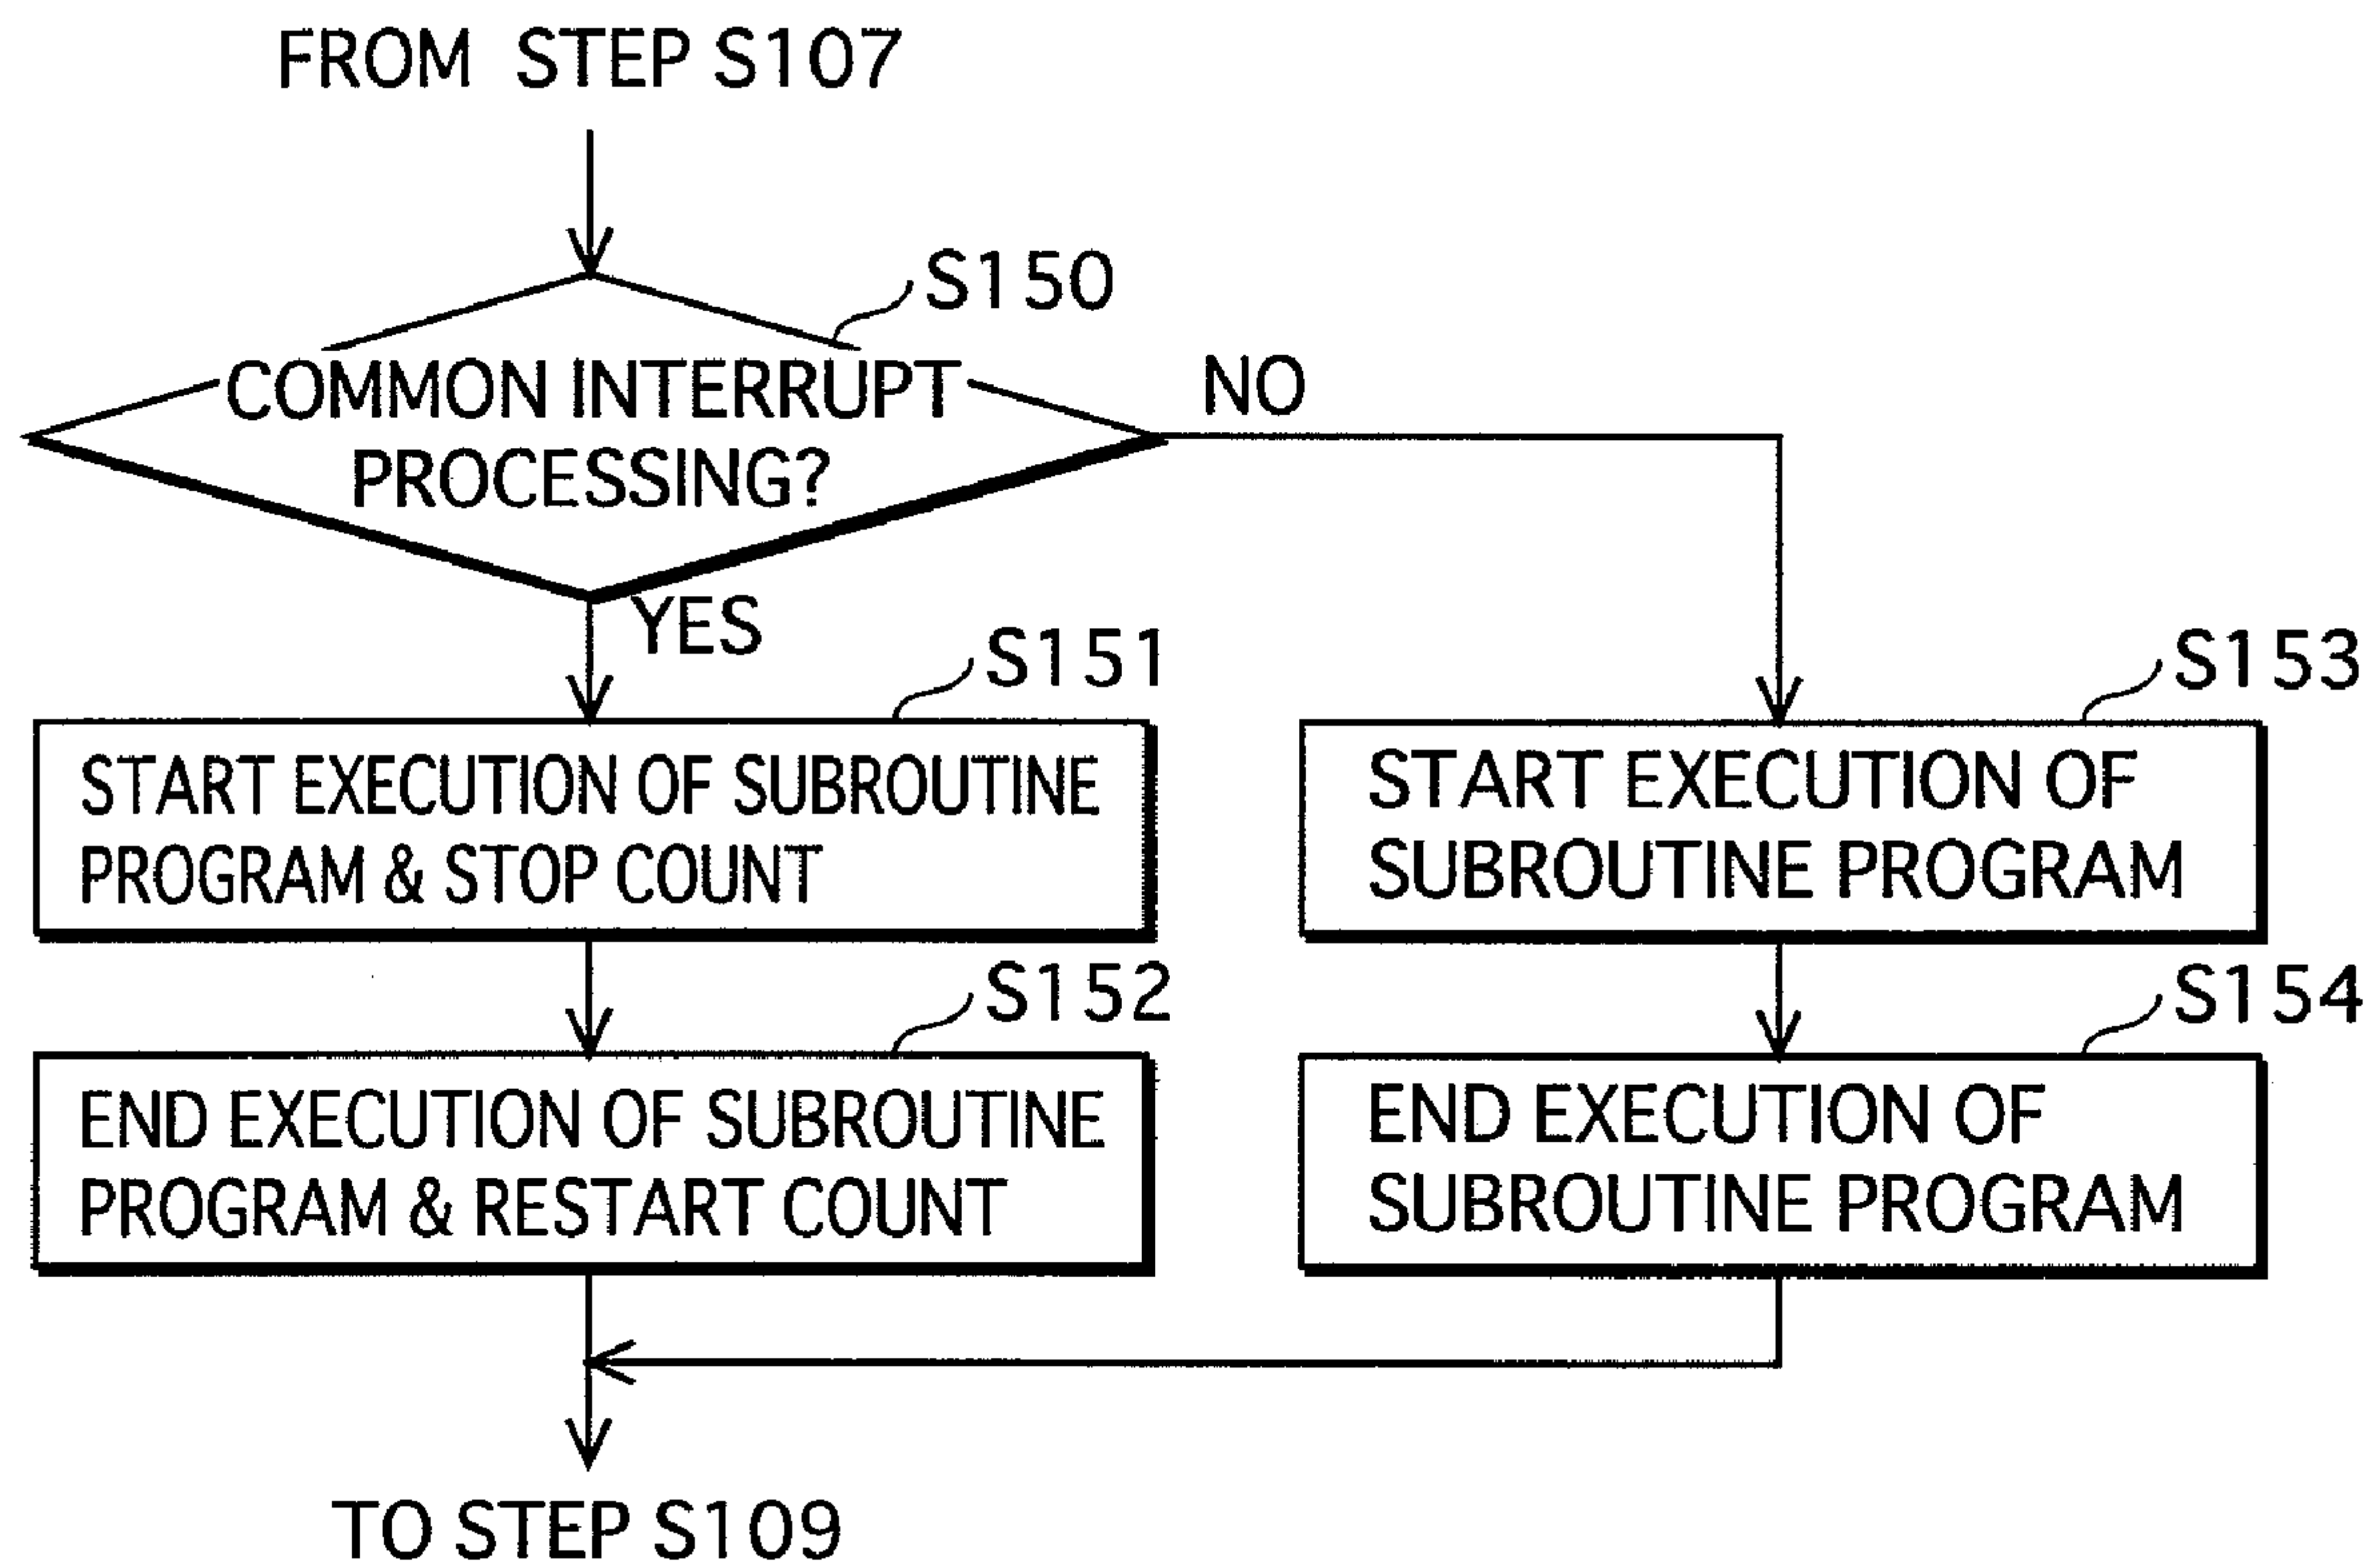 FROM STEP S107
S150
COMMON INTERRUPT
PROCESSING?
NO
YES
S151
START EXECUTION OF SUBROUTINE
PROGRAM & STOP COUNT
S153
START EXECUTION OF
SUBROUTINE PROGRAM
S152
END EXECUTION OF SUBROUTINE
PROGRAM & RESTART COUNT
S154
END EXECUTION OF
SUBROUTINE PROGRAM
TO STEP S109